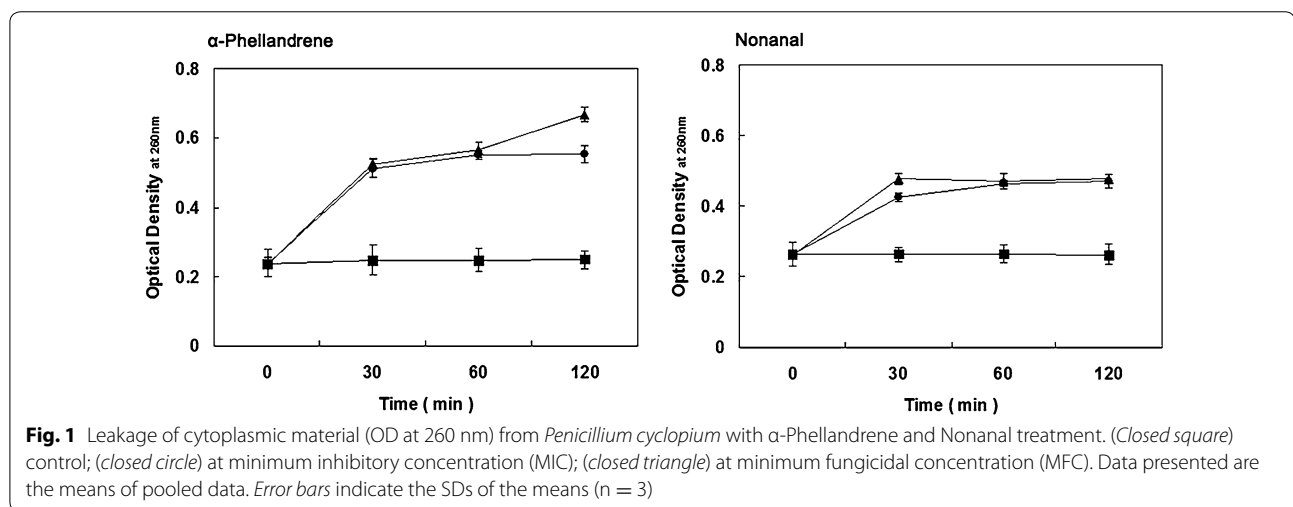 α-Phellandrene
0.8
0.6
0.4
0.2
0
Optical Density at 260nm
0 30 60 120
Time ( min )
Nonanal
0.8
0.6
0.4
0.2
0
Optical Density at 260nm
0 30 60 120
Time ( min )
Fig. 1 Leakage of cytoplasmic material (OD at 260 nm) from Penicillium cyclopium with α-Phellandrene and Nonanal treatment. (Closed square)
control; (closed circle) at minimum inhibitory concentration (MIC); (closed triangle) at minimum fungicidal concentration (MFC). Data presented are
the means of pooled data. Error bars indicate the SDs of the means (n = 3)